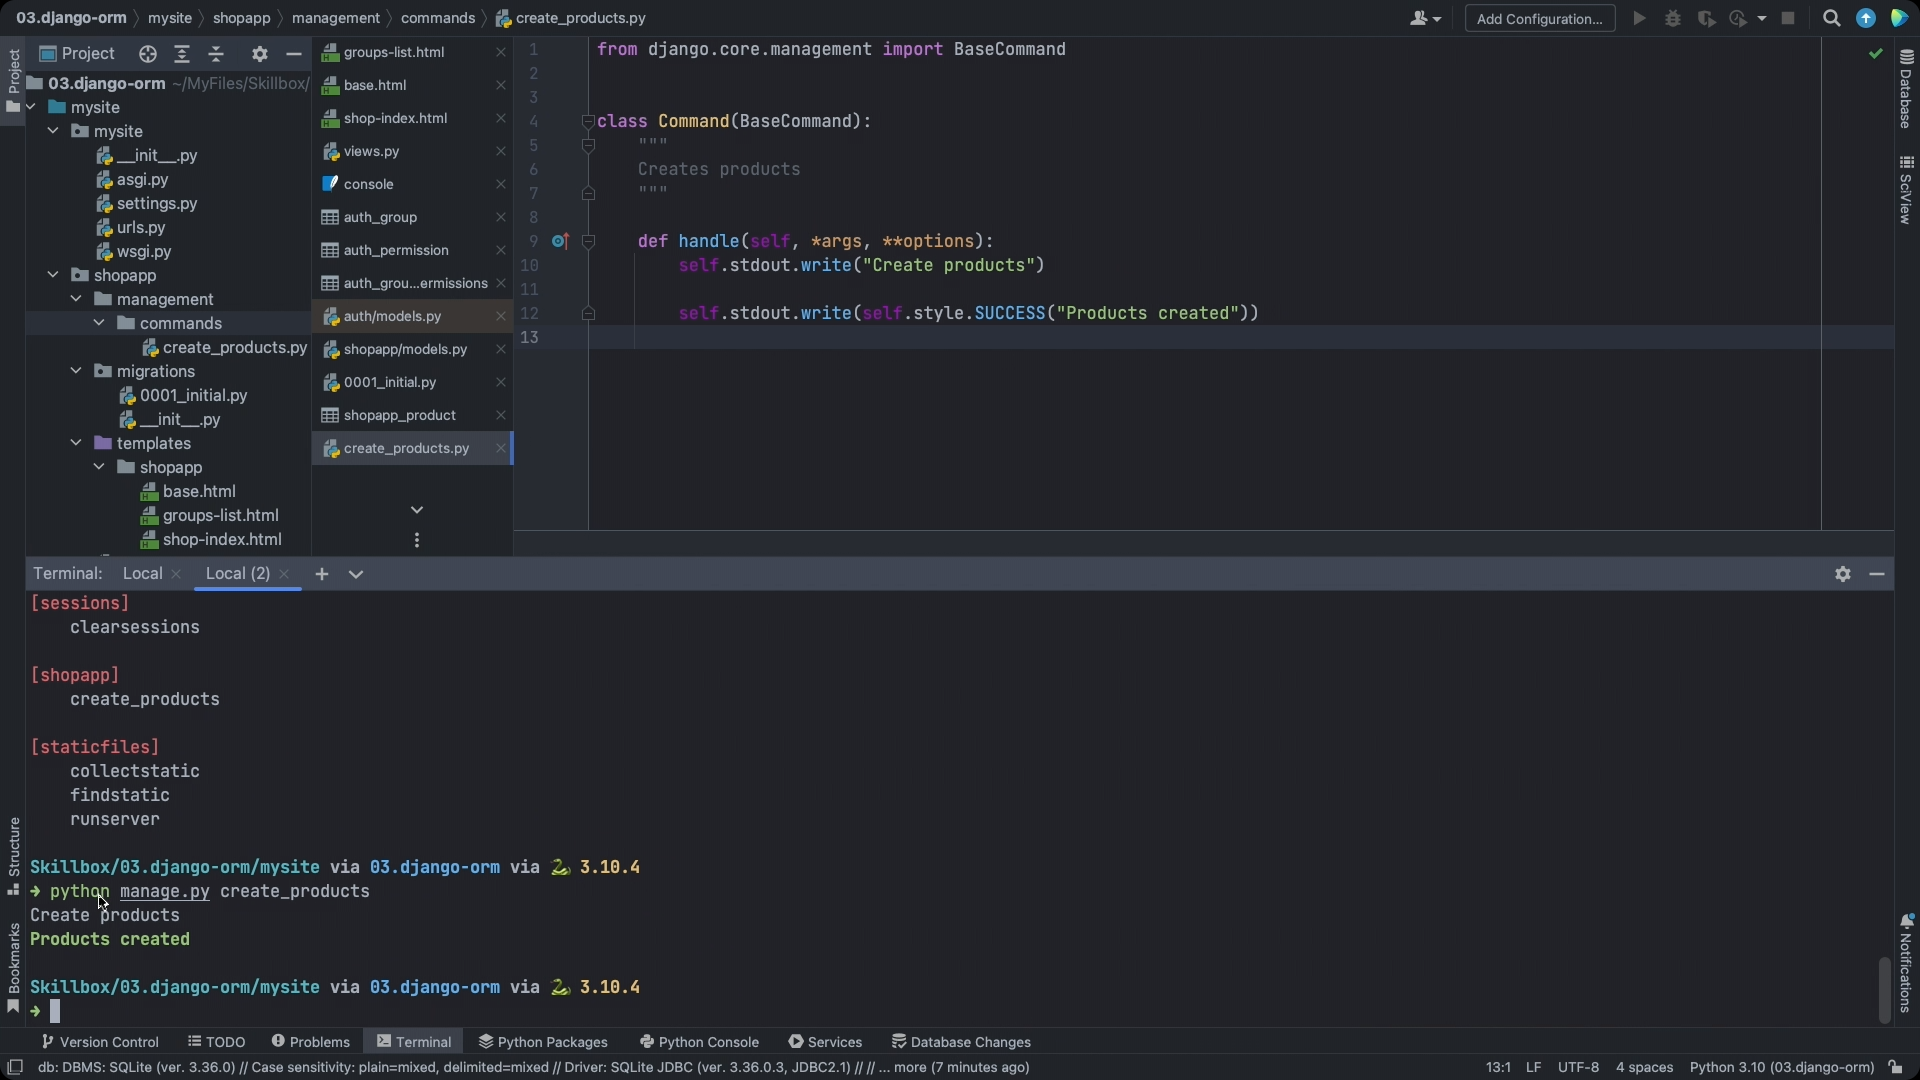 03.django-orm mysite shopapp management commands create_products.py
Add Configuration...
Project
Project
03.django-orm ~/MyFiles/Skillbox/
mysite
mysite
__init__.py
asgi.py
settings.py
urls.py
wsgi.py
shopapp
management
commands
create_products.py
migrations
0001_initial.py
__init__.py
templates
shopapp
base.html
groups-list.html
shop-index.html
groups-list.html
base.html
shop-index.html
views.py
console
auth_group
auth_permission
auth_grou...ermissions
auth/models.py
shopapp/models.py
0001_initial.py
shopapp_product
create_products.py
1 from django.core.management import BaseCommand
2
3
4 class Command(BaseCommand):
5 """
6 Creates products
7 """
8
9 def handle(self, *args, **options):
10 self.stdout.write("Create products")
11
12 self.stdout.write(self.style.SUCCESS("Products created"))
13
Database
SciView
Notifications
Structure
Bookmarks
Terminal: Local Local (2)
[sessions]
clearsessions
[shopapp]
create_products
[staticfiles]
collectstatic
findstatic
runserver
Skillbox/03.django-orm/mysite via 03.django-orm via 🐍 3.10.4
➜ python manage.py create_products
Create products
Products created
Skillbox/03.django-orm/mysite via 03.django-orm via 🐍 3.10.4
➜
Version Control TODO Problems Terminal Python Packages Python Console Services Database Changes
db: DBMS: SQLite (ver. 3.36.0) // Case sensitivity: plain=mixed, delimited=mixed // Driver: SQLite JDBC (ver. 3.36.0.3, JDBC2.1) // // ... more (7 minutes ago) 13:1 LF UTF-8 4 spaces Python 3.10 (03.django-orm)